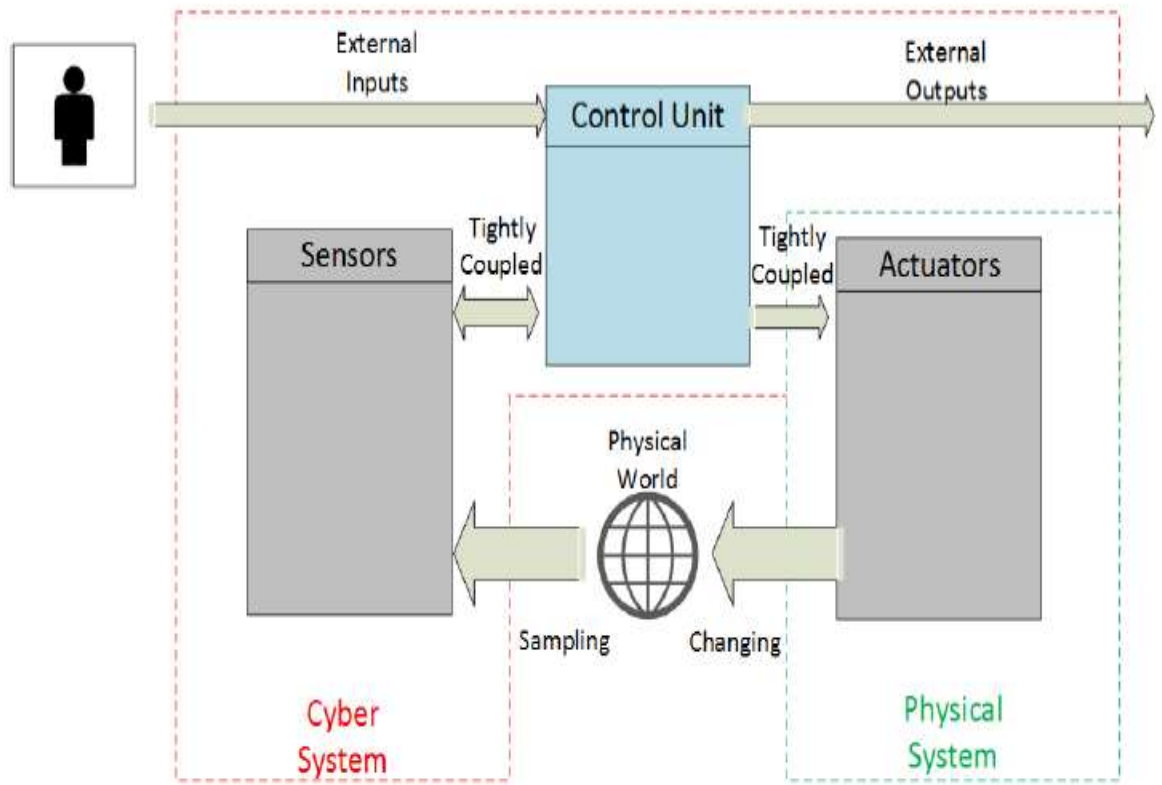 External
Inputs
External
Outputs
Control Unit
Tightly
Coupled
Tightly
Coupled
Sensors
Actuators
Physical
World
Sampling
Changing
Cyber
System
Physical
System